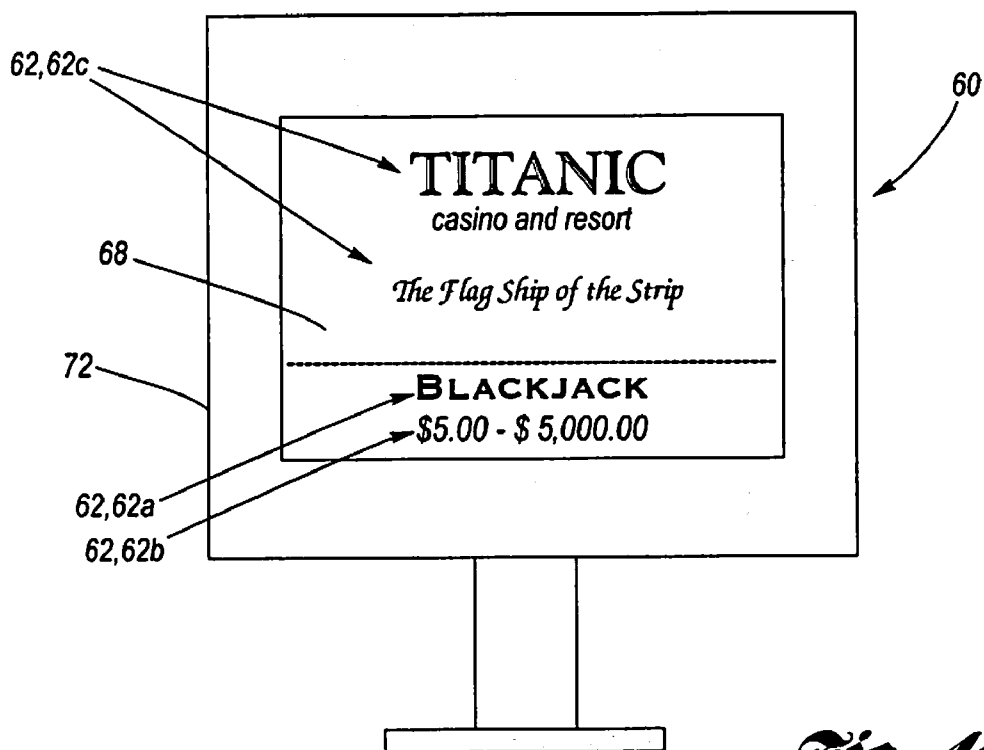 62,62c
60
TITANIC
casino and resort
68
The Flag Ship of the Strip
72
BLACKJACK
$5.00 - $ 5,000.00
62,62a
62,62b